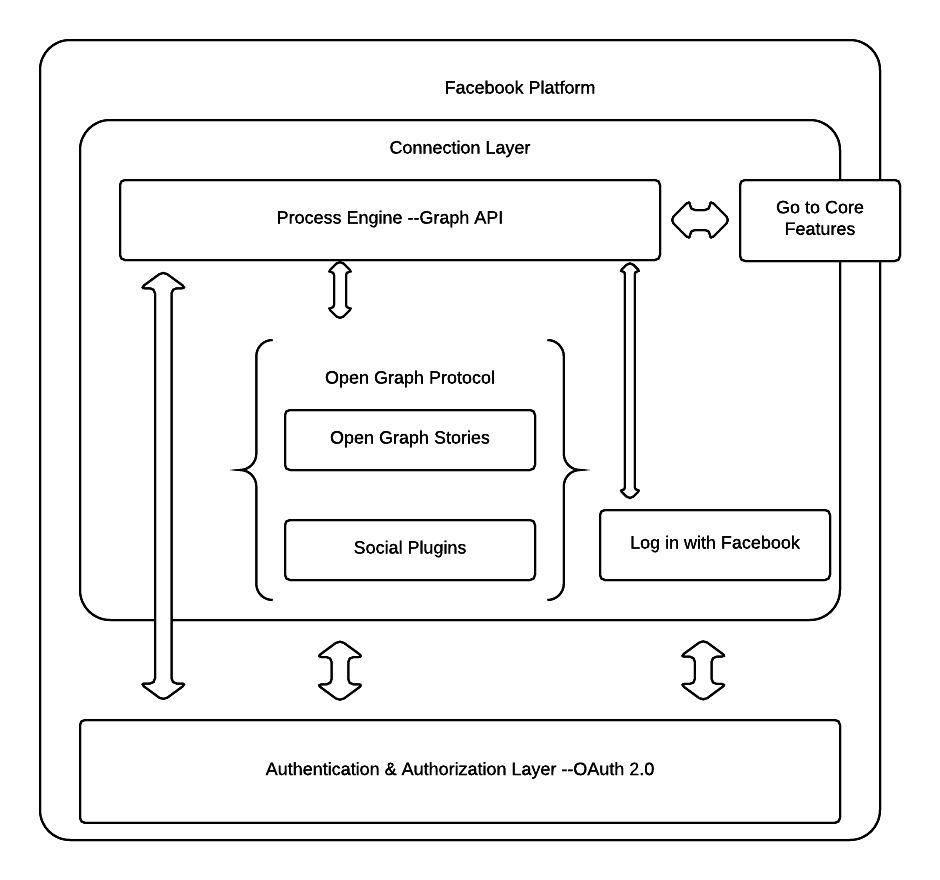 Facebook Platform
Connection Layer
Process Engine --Graph API
Go to Core
Features
Open Graph Protocol
Open Graph Stories
Social Plugins
Log in with Facebook
Authentication & Authorization Layer --OAuth 2.0